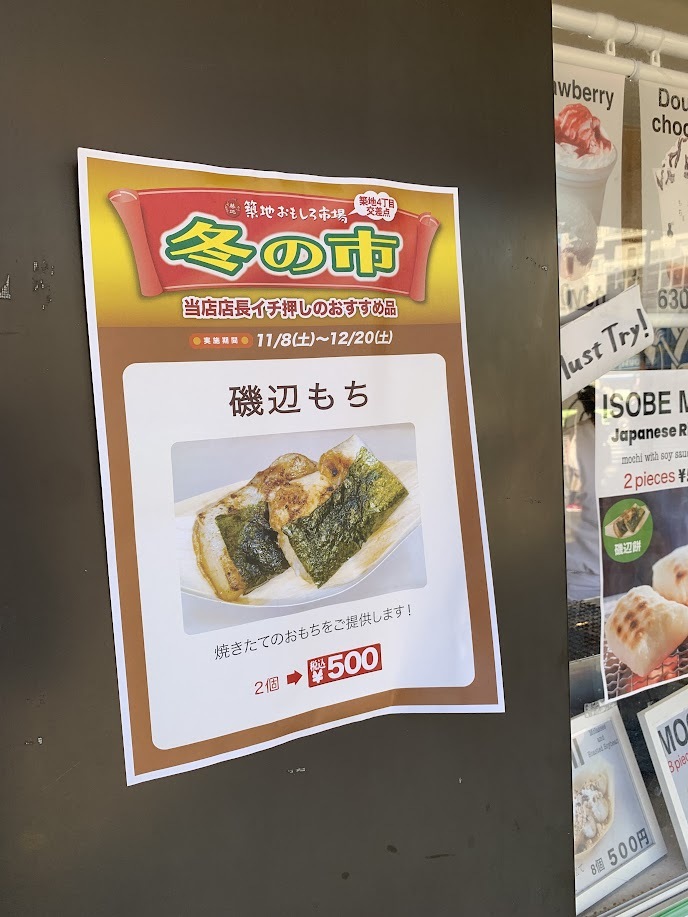 築地おもしろ市場
築地4丁目
交差点
冬の市
当店店長イチ押しのおすすめ品
実施期間
11/8(土)～12/20(土)
磯辺もち
焼きたてのおもちをご提供します！
2個
税込
¥500
awberry
Dou
choc
630
Must Try!
ISOBE M
Japanese R
mochi with soy sau
2 pieces ¥
磯辺餅
MO
8個 500円